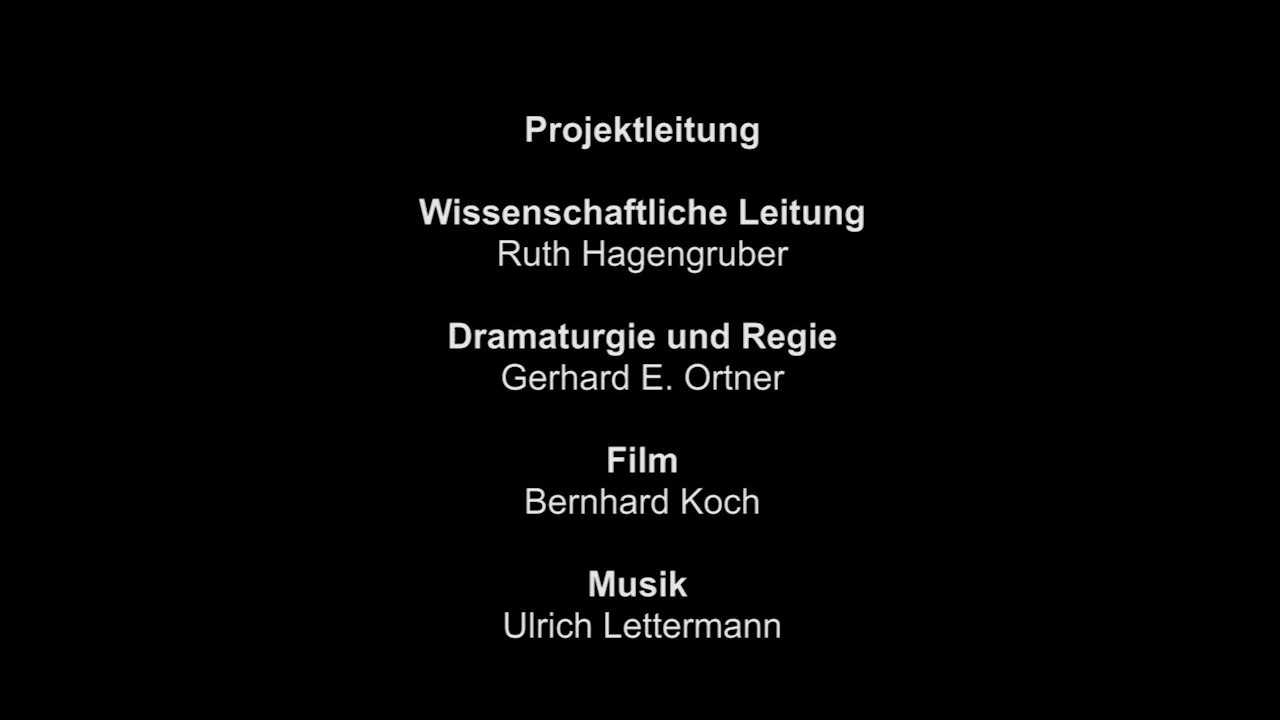 Projektleitung
Wissenschaftliche Leitung
Ruth Hagengruber
Dramaturgie und Regie
Gerhard E. Ortner
Film
Bernhard Koch
Musik
Ulrich Lettermann